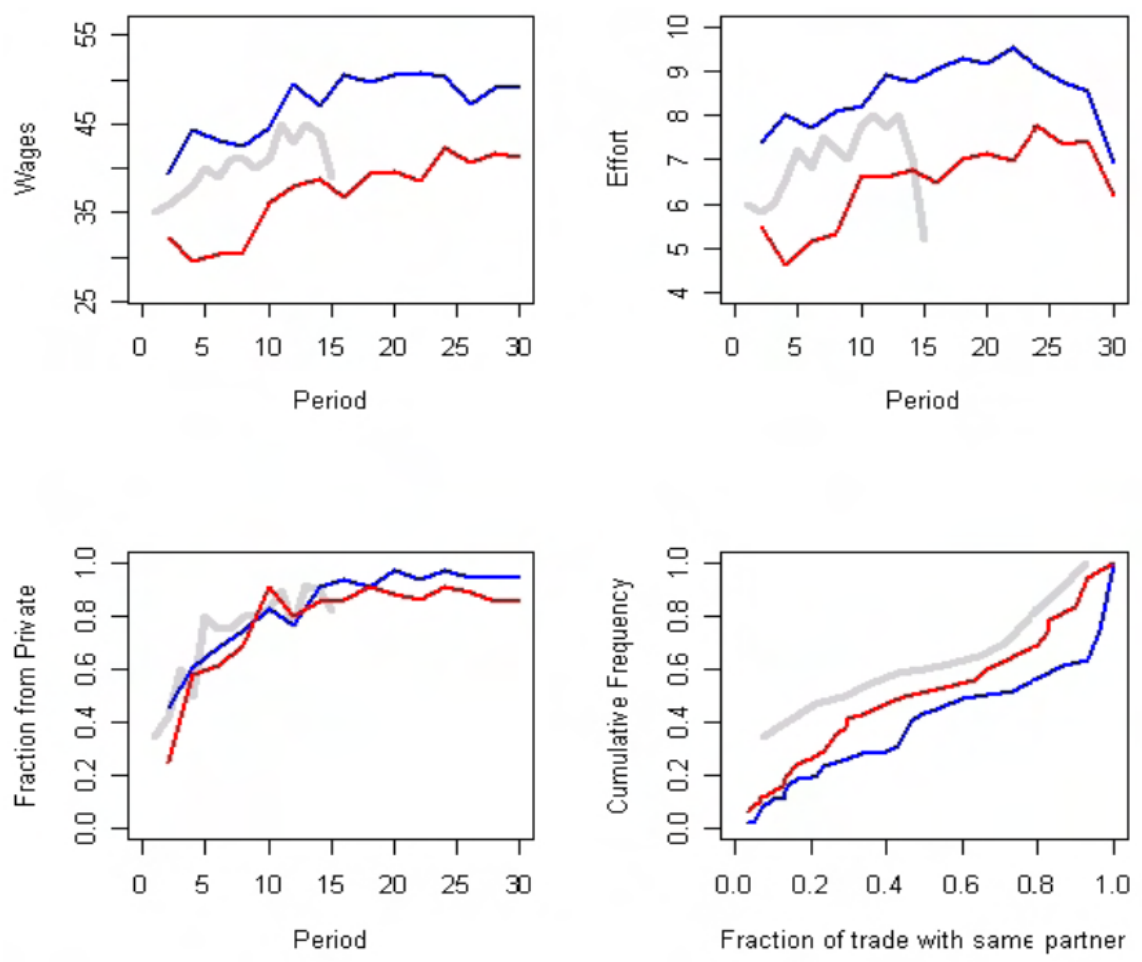 Wages
55
45
35
25
0 5 10 15 20 25 30
Period
Effort
10
9
8
7
6
5
4
0 5 10 15 20 25 30
Period
Fraction from Private
1.0
0.8
0.6
0.4
0.2
0.0
0 5 10 15 20 25 30
Period
Cumulative Frequency
1.0
0.8
0.6
0.4
0.2
0.0
0.0 0.2 0.4 0.6 0.8 1.0
Fraction of trade with same partner